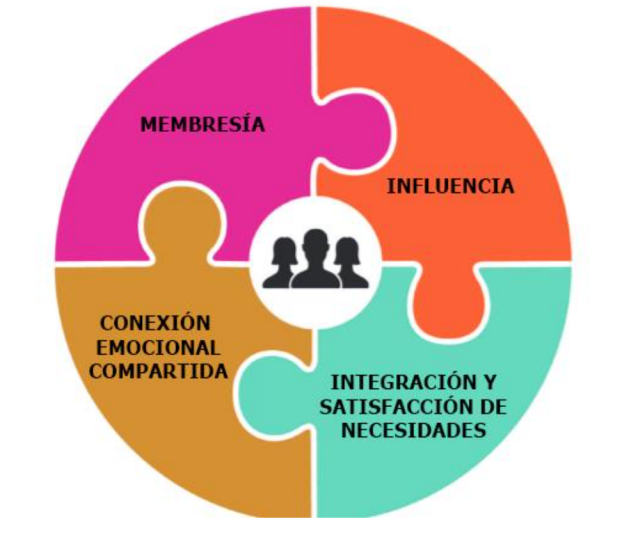 MEMBRESÍA
INFLUENCIA
CONEXIÓN
EMOCIONAL
COMPARTIDA
INTEGRACIÓN Y
SATISFACCIÓN DE
NECESIDADES